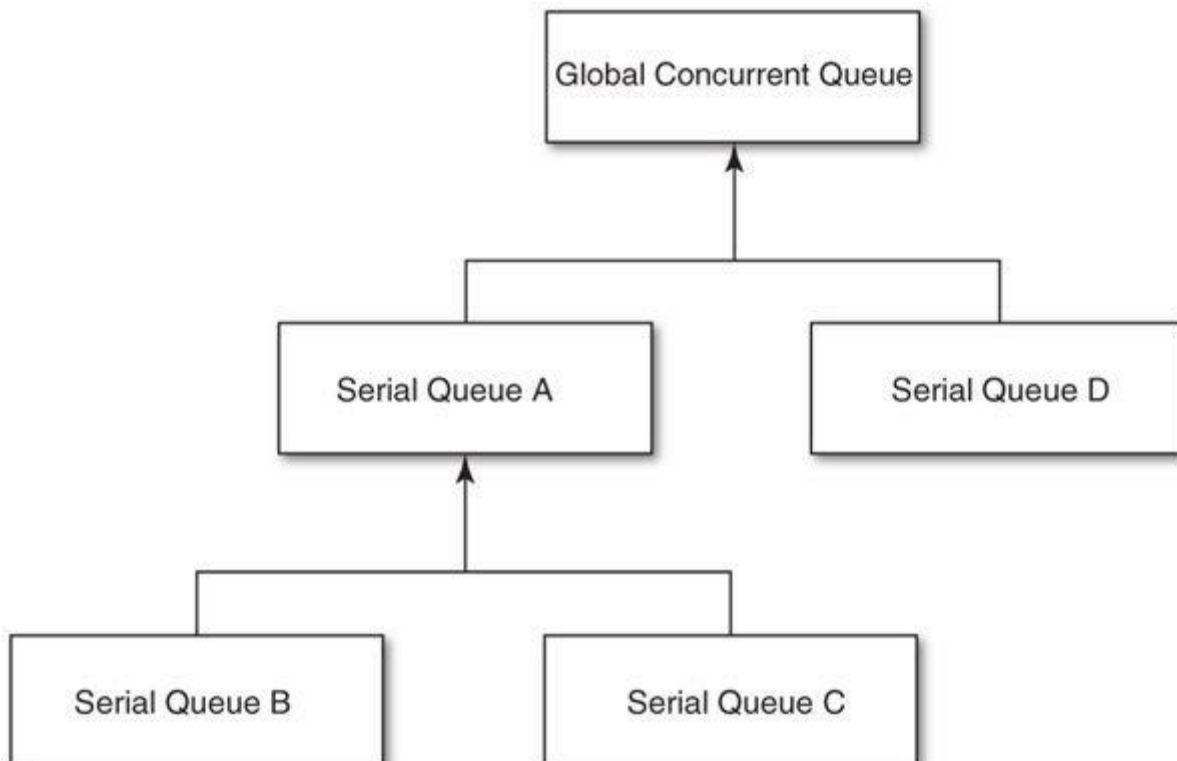 Global Concurrent Queue
Serial Queue A
Serial Queue D
Serial Queue B
Serial Queue C